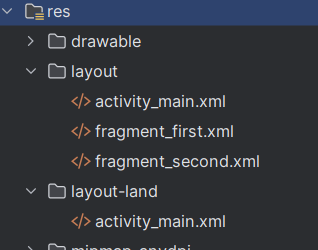 res
drawable
layout
activity_main.xml
fragment_first.xml
fragment_second.xml
layout-land
activity_main.xml